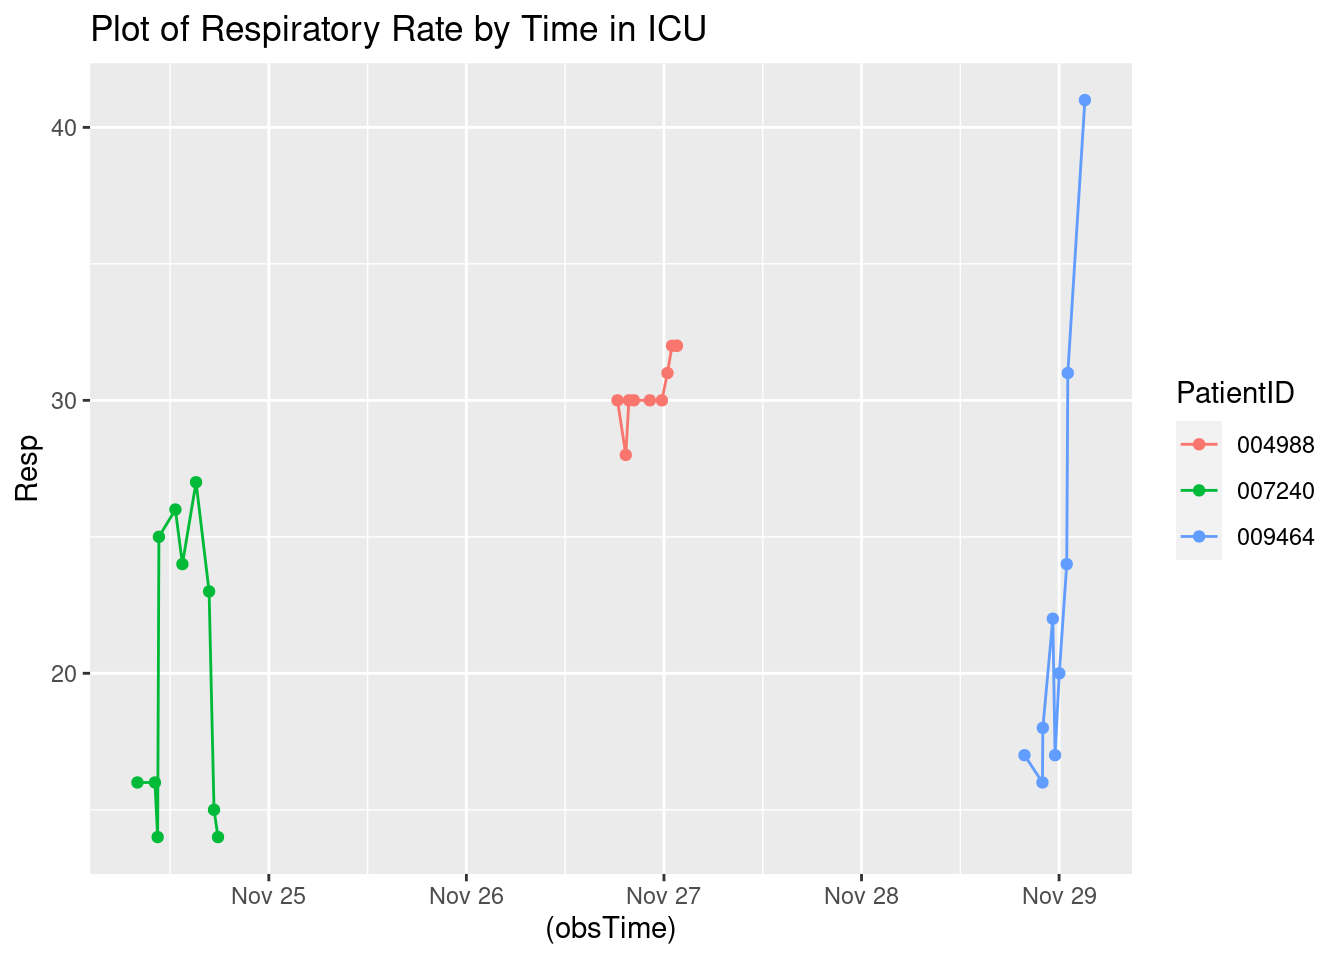 Plot of Respiratory Rate by Time in ICU
40
30
20
Resp
Nov 25 Nov 26 Nov 27 Nov 28 Nov 29
(obsTime)
PatientID
004988
007240
009464